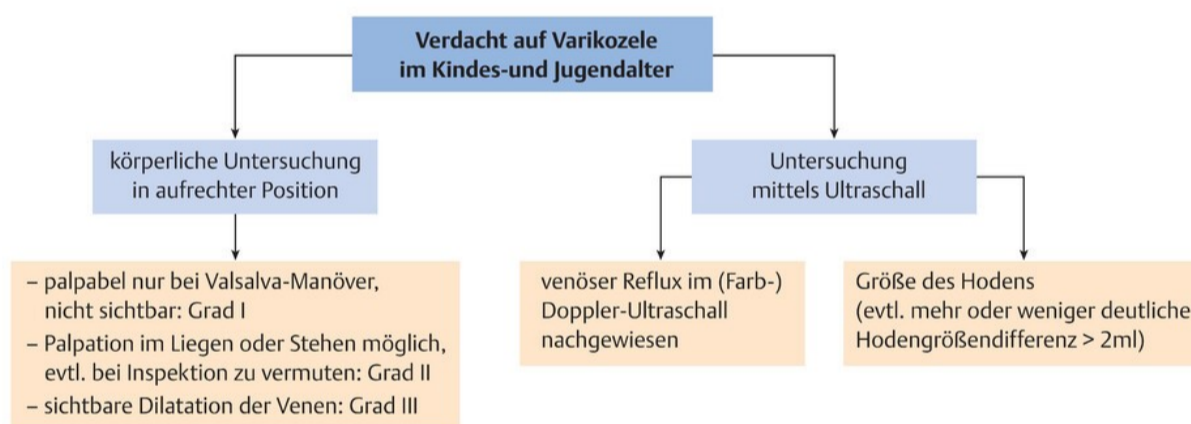 Verdacht auf Varikozele
im Kindes-und Jugendalter
körperliche Untersuchung
in aufrechter Position
– palpabel nur bei Valsalva-Manöver,
nicht sichtbar: Grad I
– Palpation im Liegen oder Stehen möglich,
evtl. bei Inspektion zu vermuten: Grad II
– sichtbare Dilatation der Venen: Grad III
Untersuchung
mittels Ultraschall
venöser Reflux im (Farb-)
Doppler-Ultraschall
nachgewiesen
Größe des Hodens
(evtl. mehr oder weniger deutliche
Hodengrößendifferenz > 2ml)